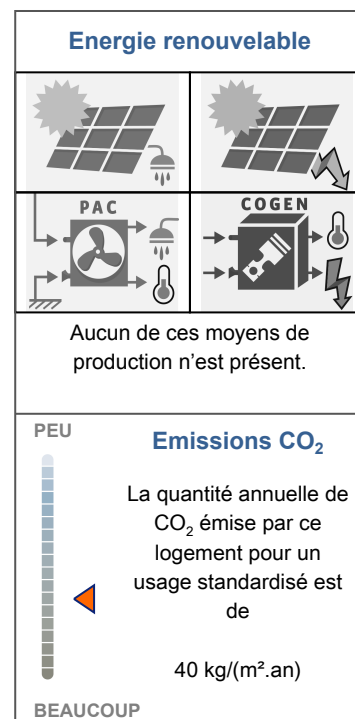 Energie renouvelable
PAC
COGEN
Aucun de ces moyens de
production n’est présent.
PEU
Emissions CO₂
La quantité annuelle de
CO₂ émise par ce
logement pour un
usage standardisé est
de
40 kg/(m².an)
BEAUCOUP